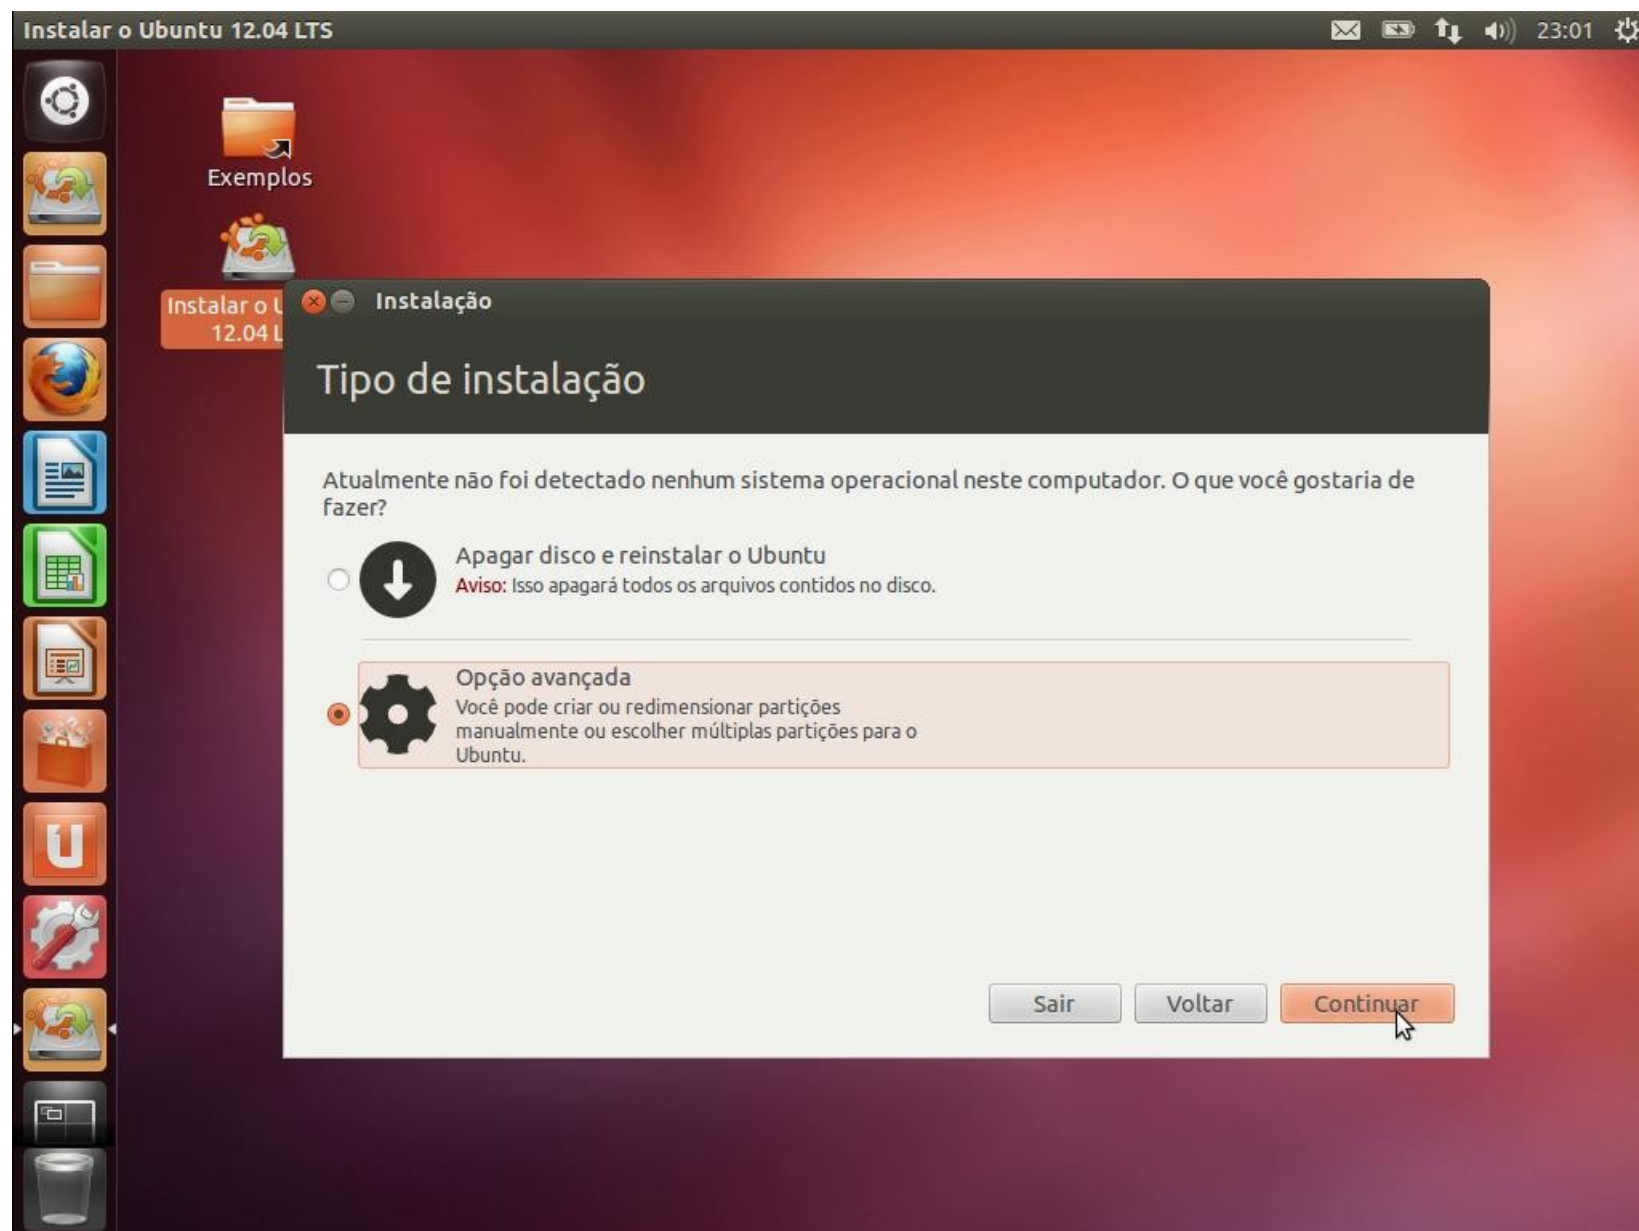 Instalar o Ubuntu 12.04 LTS
23:01
Exemplos
Instalar o U
12.04 L
Instalação
Tipo de instalação
Atualmente não foi detectado nenhum sistema operacional neste computador. O que você gostaria de
fazer?
Apagar disco e reinstalar o Ubuntu
Aviso: Isso apagará todos os arquivos contidos no disco.
Opção avançada
Você pode criar ou redimensionar partições
manualmente ou escolher múltiplas partições para o
Ubuntu.
Sair
Voltar
Continuar